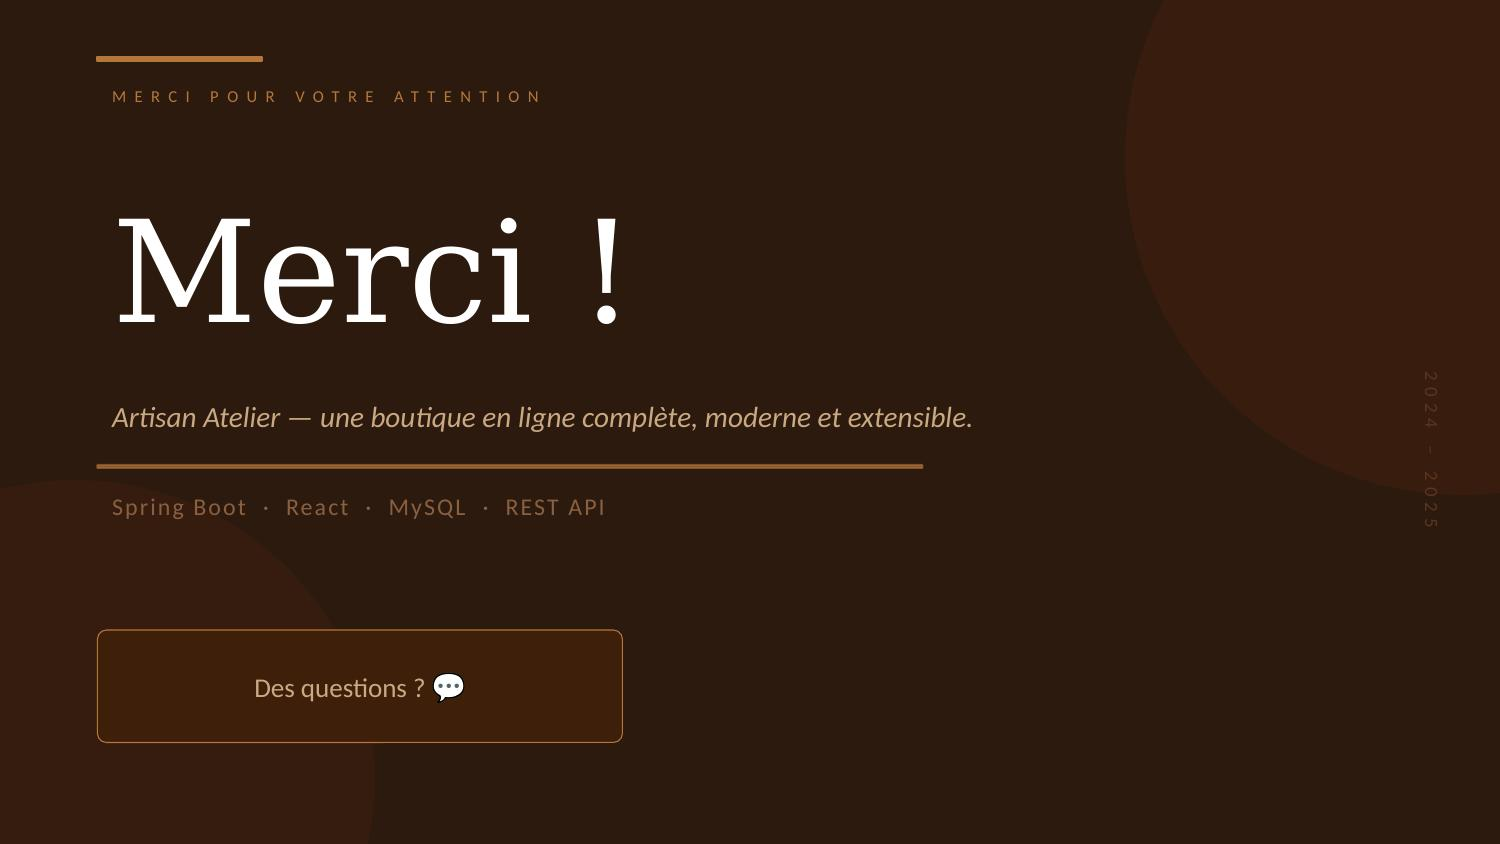 MERCI POUR VOTRE ATTENTION
Merci !
Artisan Atelier — une boutique en ligne complète, moderne et extensible.
Spring Boot · React · MySQL · REST API
Des questions ? 💬
2024 – 2025